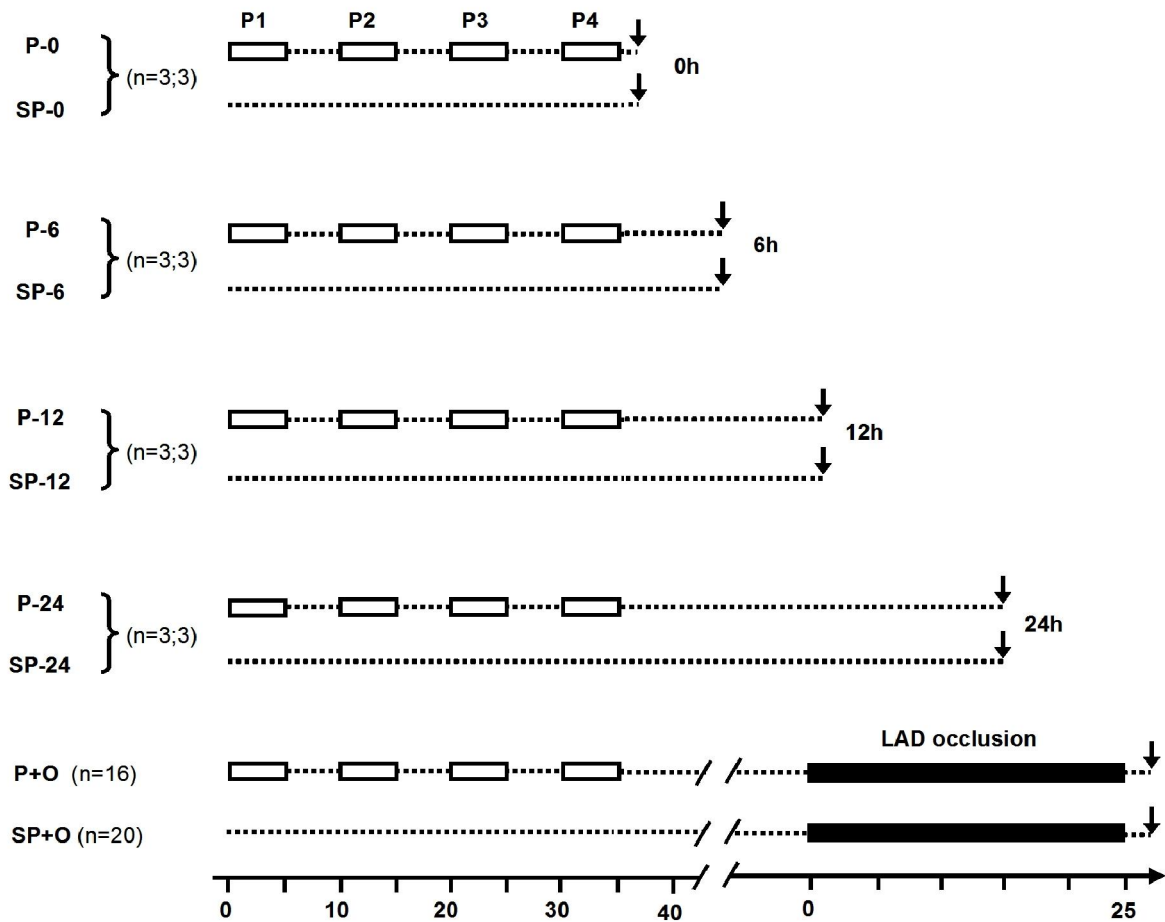 P1 P2 P3 P4
P-0
(n=3;3)
0h
SP-0
P-6
(n=3;3)
6h
SP-6
P-12
(n=3;3)
12h
SP-12
P-24
(n=3;3)
24h
SP-24
LAD occlusion
P+O (n=16)
SP+O (n=20)
0 10 20 30 40 0 25